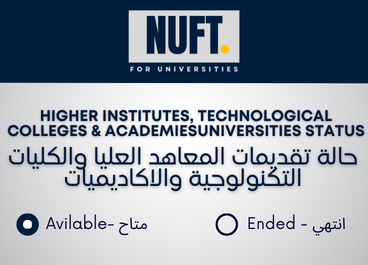 NUFT.
FOR UNIVERSITIES
HIGHER INSTITUTES, TECHNOLOGICAL
COLLEGES & ACADEMIESUNIVERSITIES STATUS
حالة تقديمات المعاهد العليا والكليات
التكنولوجية والاكاديميات
Avilable- متاح
Ended - انتهي